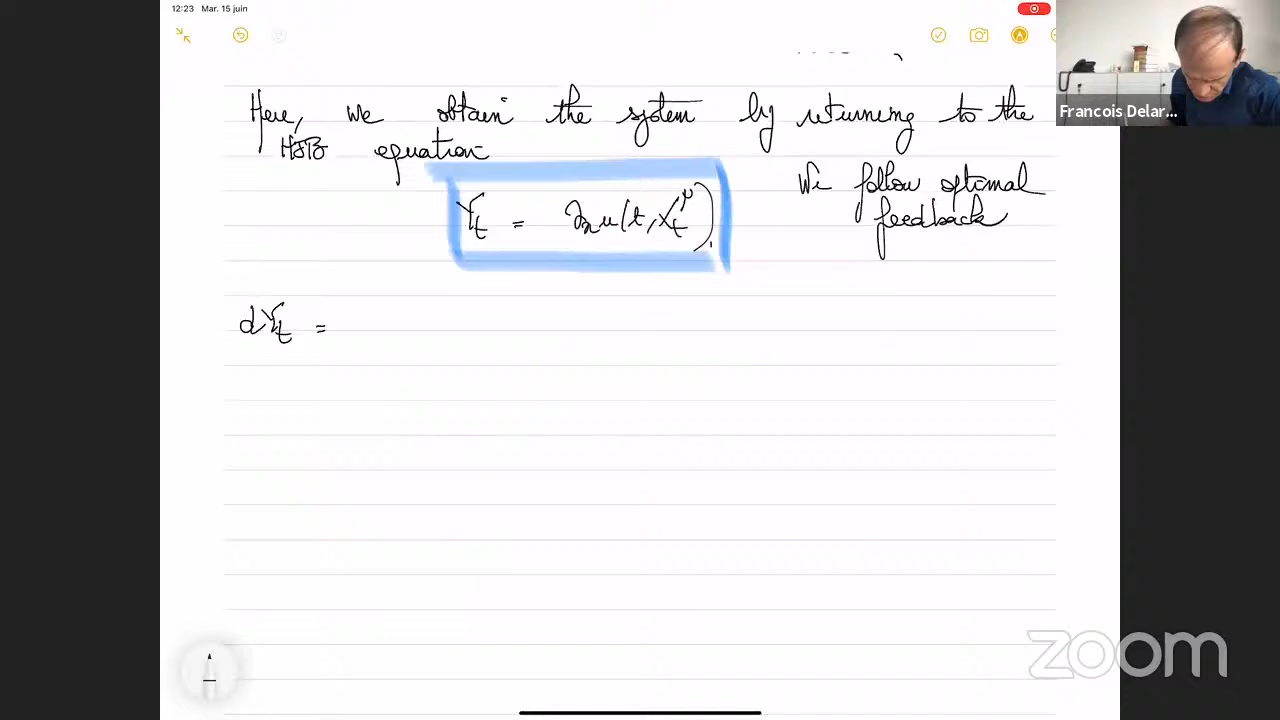 12:23 Mar. 15 juin
Francois Delar...
Here, we obtain the system by returning to the
HJB equation
We follow optimal
feedback
Y_t = ∂_x u(t, X_t^μ).
dY_t =
zoom